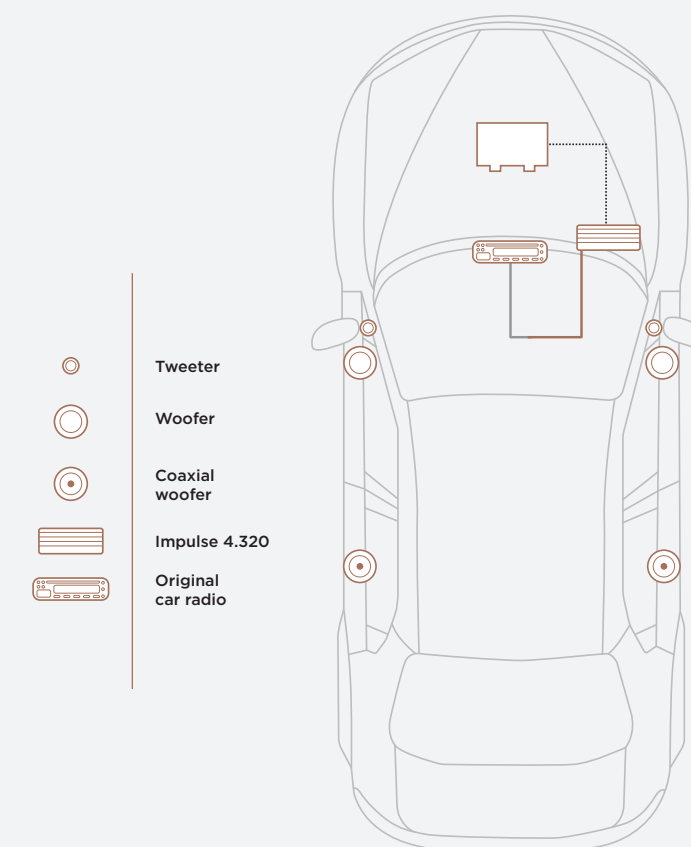 Tweeter
Woofer
Coaxial
woofer
Impulse 4.320
Original
car radio